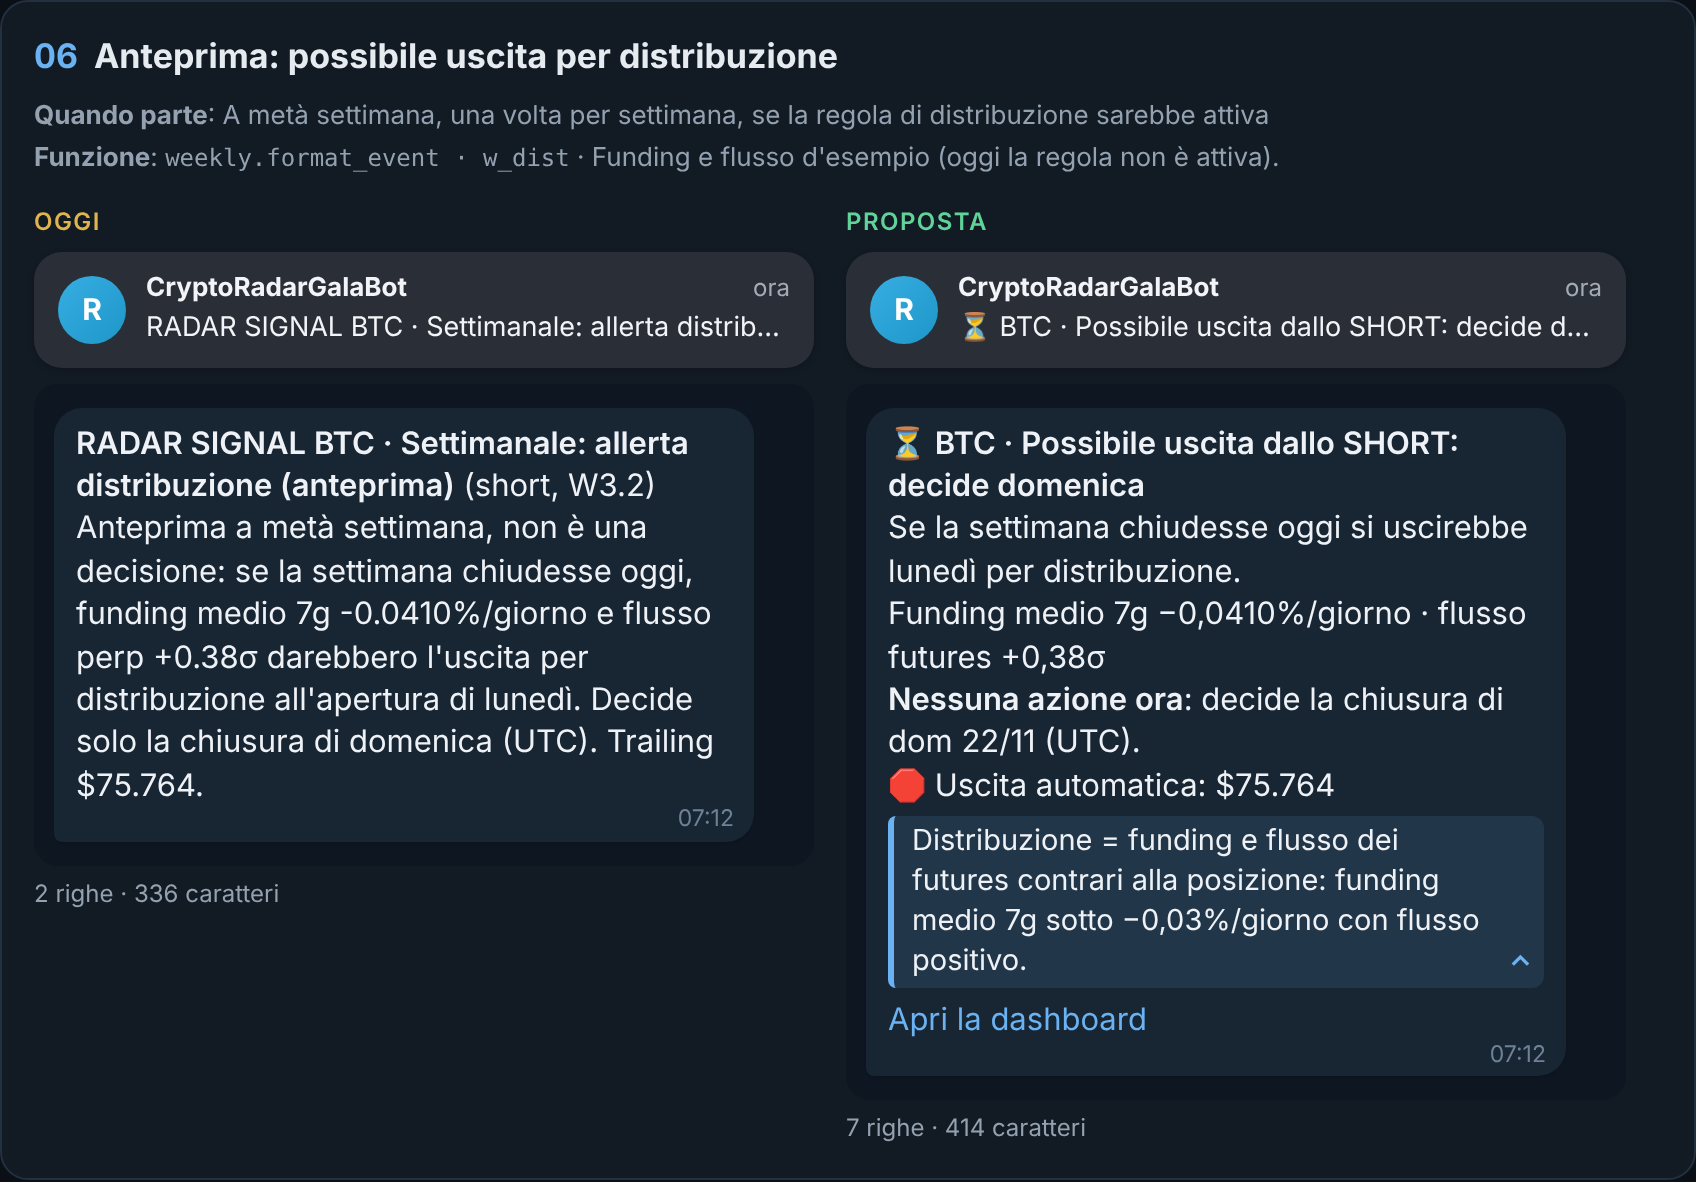 06 Anteprima: possibile uscita per distribuzione
Quando parte: A metà settimana, una volta per settimana, se la regola di distribuzione sarebbe attiva
Funzione: weekly.format_event · w_dist · Funding e flusso d'esempio (oggi la regola non è attiva).
OGGI
R
CryptoRadarGalaBot
ora
RADAR SIGNAL BTC · Settimanale: allerta distrib...
RADAR SIGNAL BTC · Settimanale: allerta
distribuzione (anteprima) (short, W3.2)
Anteprima a metà settimana, non è una
decisione: se la settimana chiudesse oggi,
funding medio 7g -0.0410%/giorno e flusso
perp +0.38σ darebbero l'uscita per
distribuzione all'apertura di lunedì. Decide
solo la chiusura di domenica (UTC). Trailing
$75.764.
07:12
2 righe · 336 caratteri
PROPOSTA
R
CryptoRadarGalaBot
ora
⏳ BTC · Possibile uscita dallo SHORT: decide d...
⏳ BTC · Possibile uscita dallo SHORT:
decide domenica
Se la settimana chiudesse oggi si uscirebbe
lunedì per distribuzione.
Funding medio 7g −0,0410%/giorno · flusso
futures +0,38σ
Nessuna azione ora: decide la chiusura di
dom 22/11 (UTC).
🛑 Uscita automatica: $75.764
Distribuzione = funding e flusso dei
futures contrari alla posizione: funding
medio 7g sotto −0,03%/giorno con flusso
positivo.
Apri la dashboard
07:12
7 righe · 414 caratteri